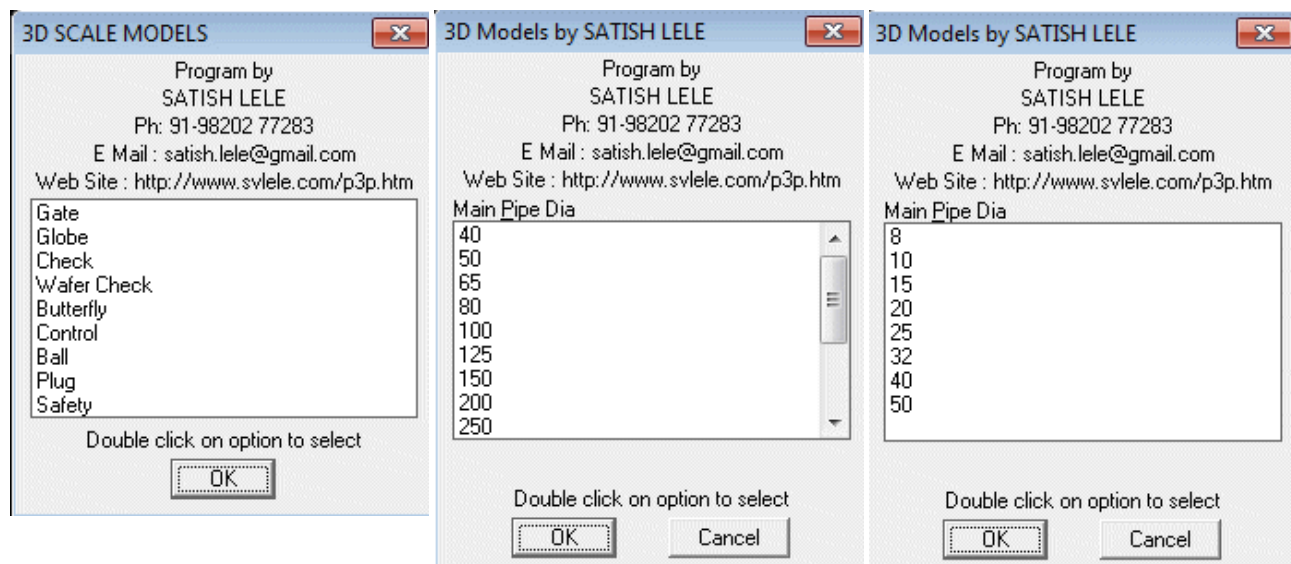 3D SCALE MODELS
Program by
SATISH LELE
Ph: 91-98202 77283
E Mail : satish.lele@gmail.com
Web Site : http://www.svlele.com/p3p.htm
Gate
Globe
Check
Wafer Check
Butterfly
Control
Ball
Plug
Safety
Double click on option to select
OK
3D Models by SATISH LELE
Program by
SATISH LELE
Ph: 91-98202 77283
E Mail : satish.lele@gmail.com
Web Site : http://www.svlele.com/p3p.htm
Main Pipe Dia
40
50
65
80
100
125
150
200
250
Double click on option to select
OK Cancel
3D Models by SATISH LELE
Program by
SATISH LELE
Ph: 91-98202 77283
E Mail : satish.lele@gmail.com
Web Site : http://www.svlele.com/p3p.htm
Main Pipe Dia
8
10
15
20
25
32
40
50
Double click on option to select
OK Cancel